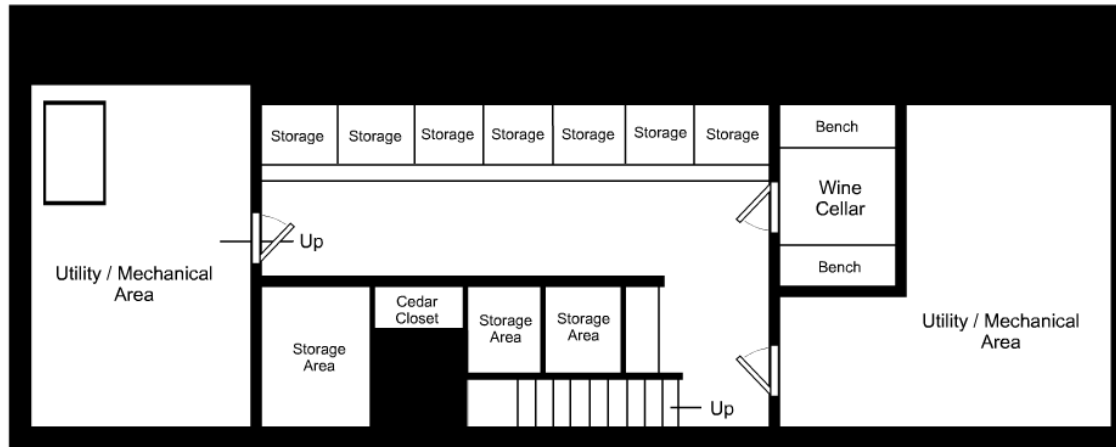 Storage
Storage
Storage
Storage
Storage
Storage
Storage
Bench
Wine
Cellar
Bench
Up
Utility / Mechanical
Area
Cedar
Closet
Storage
Area
Storage
Area
Storage
Area
Utility / Mechanical
Area
Up